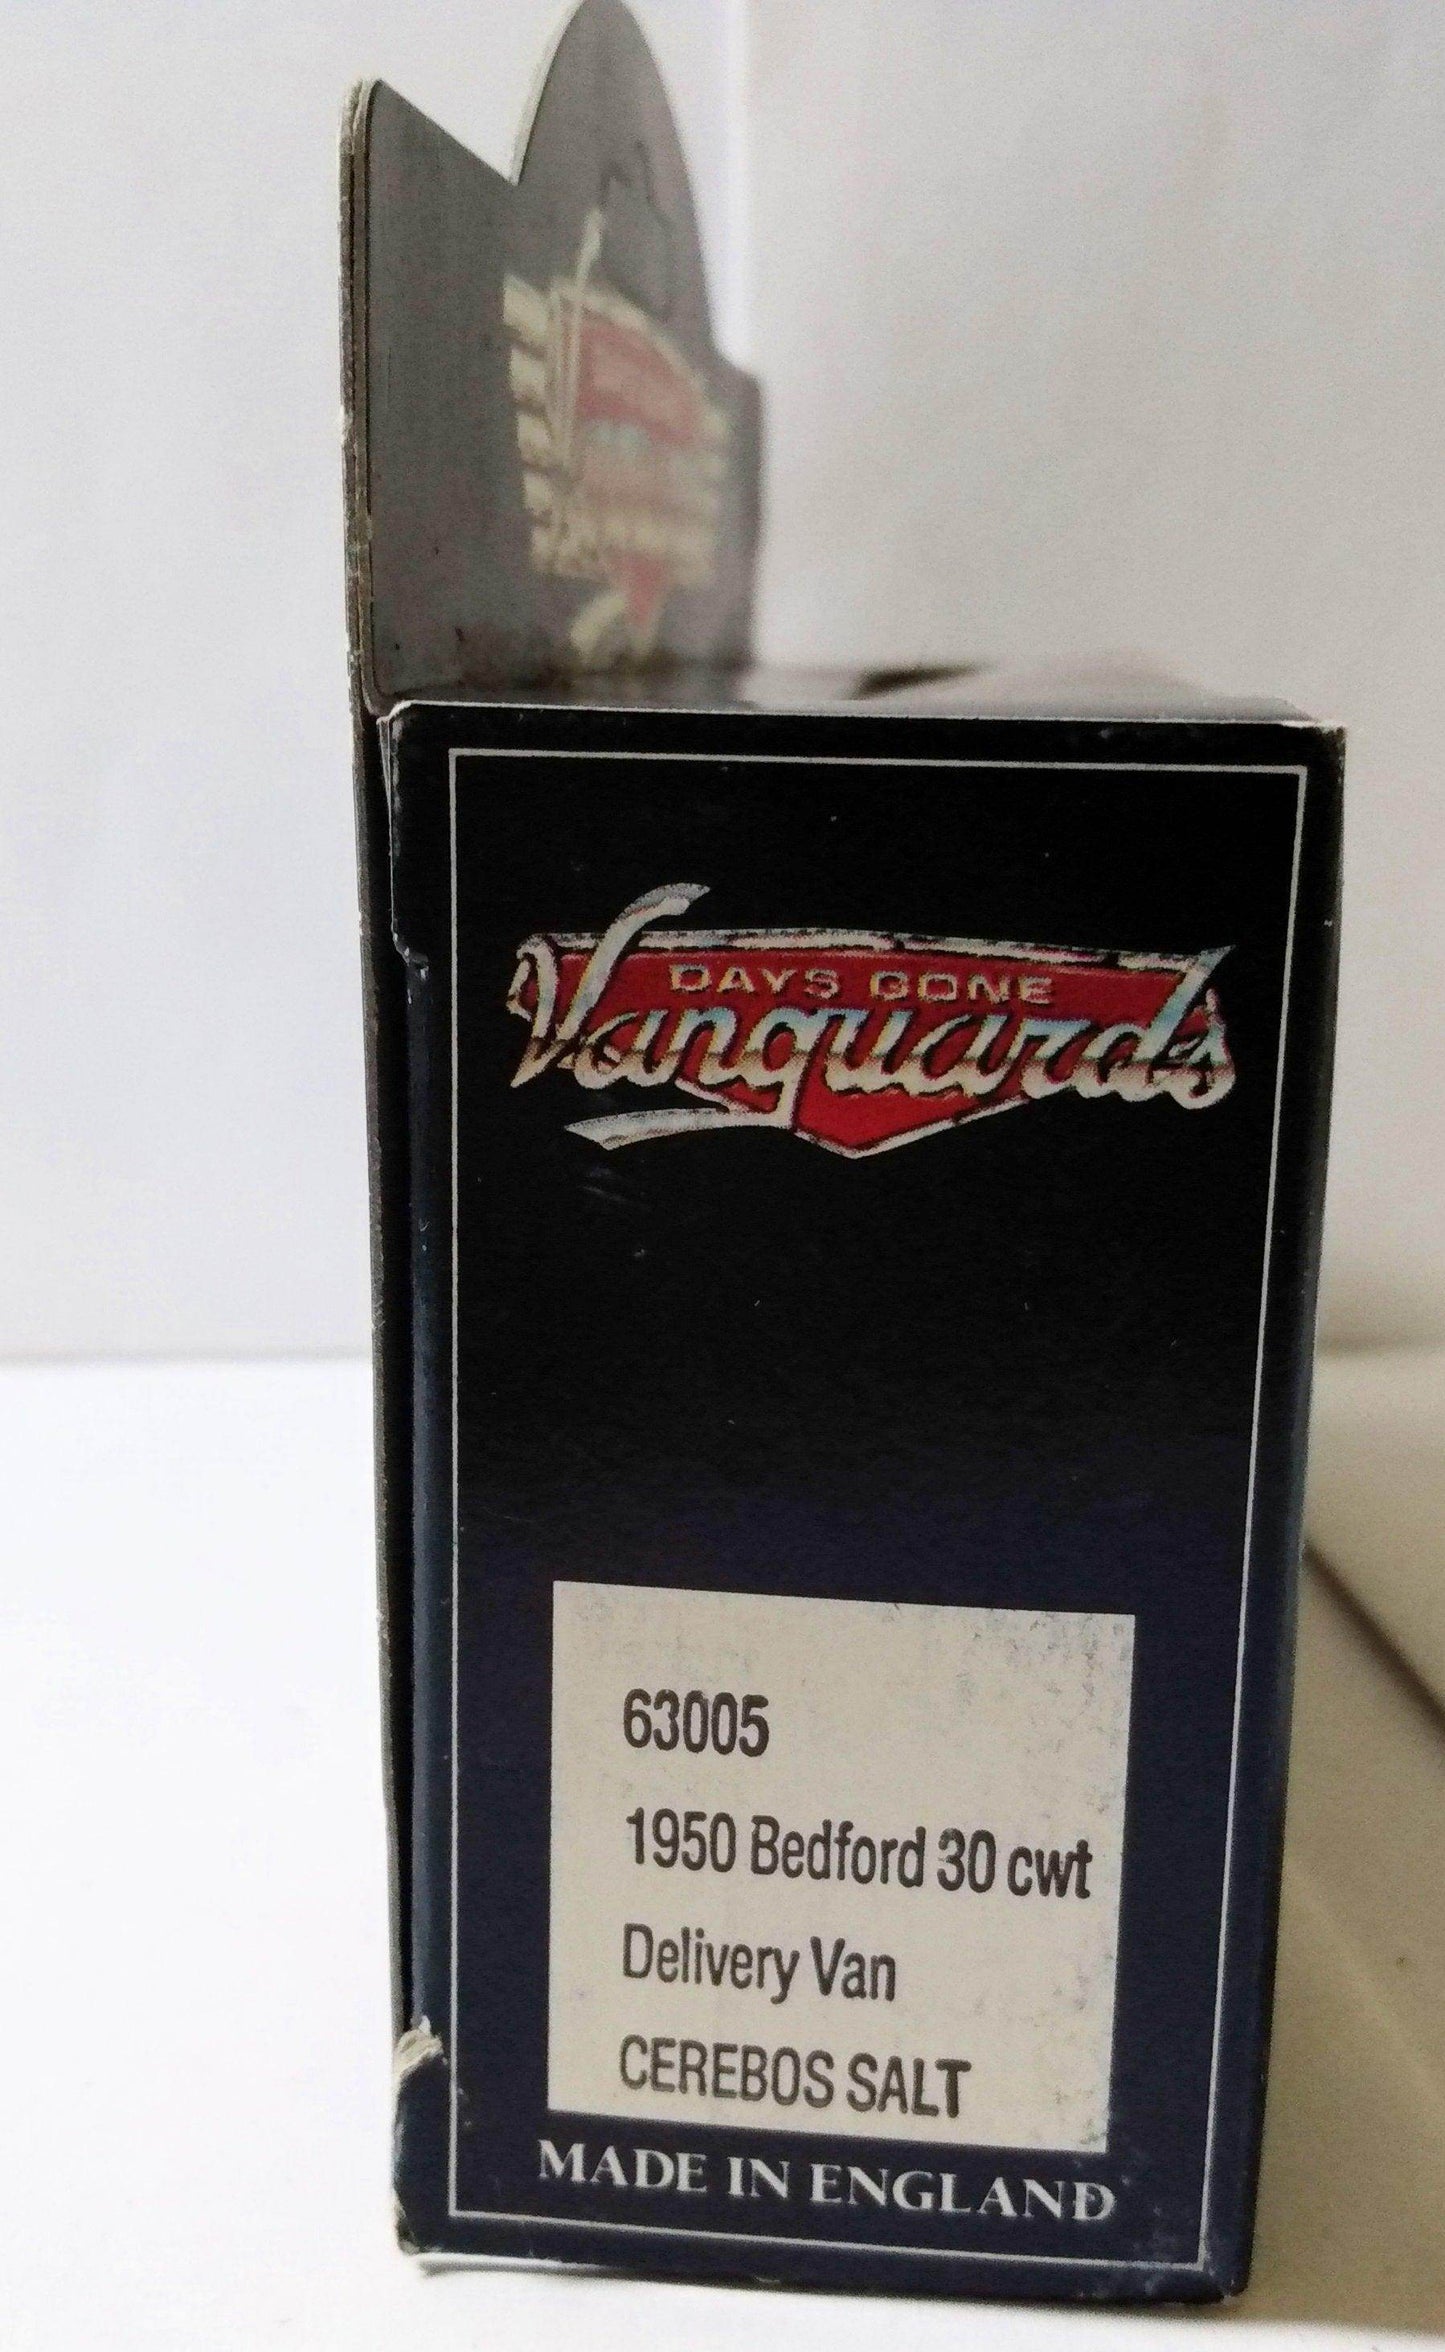 DAYS GONE
Vanguards
63005
1950 Bedford 30 cwt
Delivery Van
CEREBOS SALT
MADE IN ENGLAND